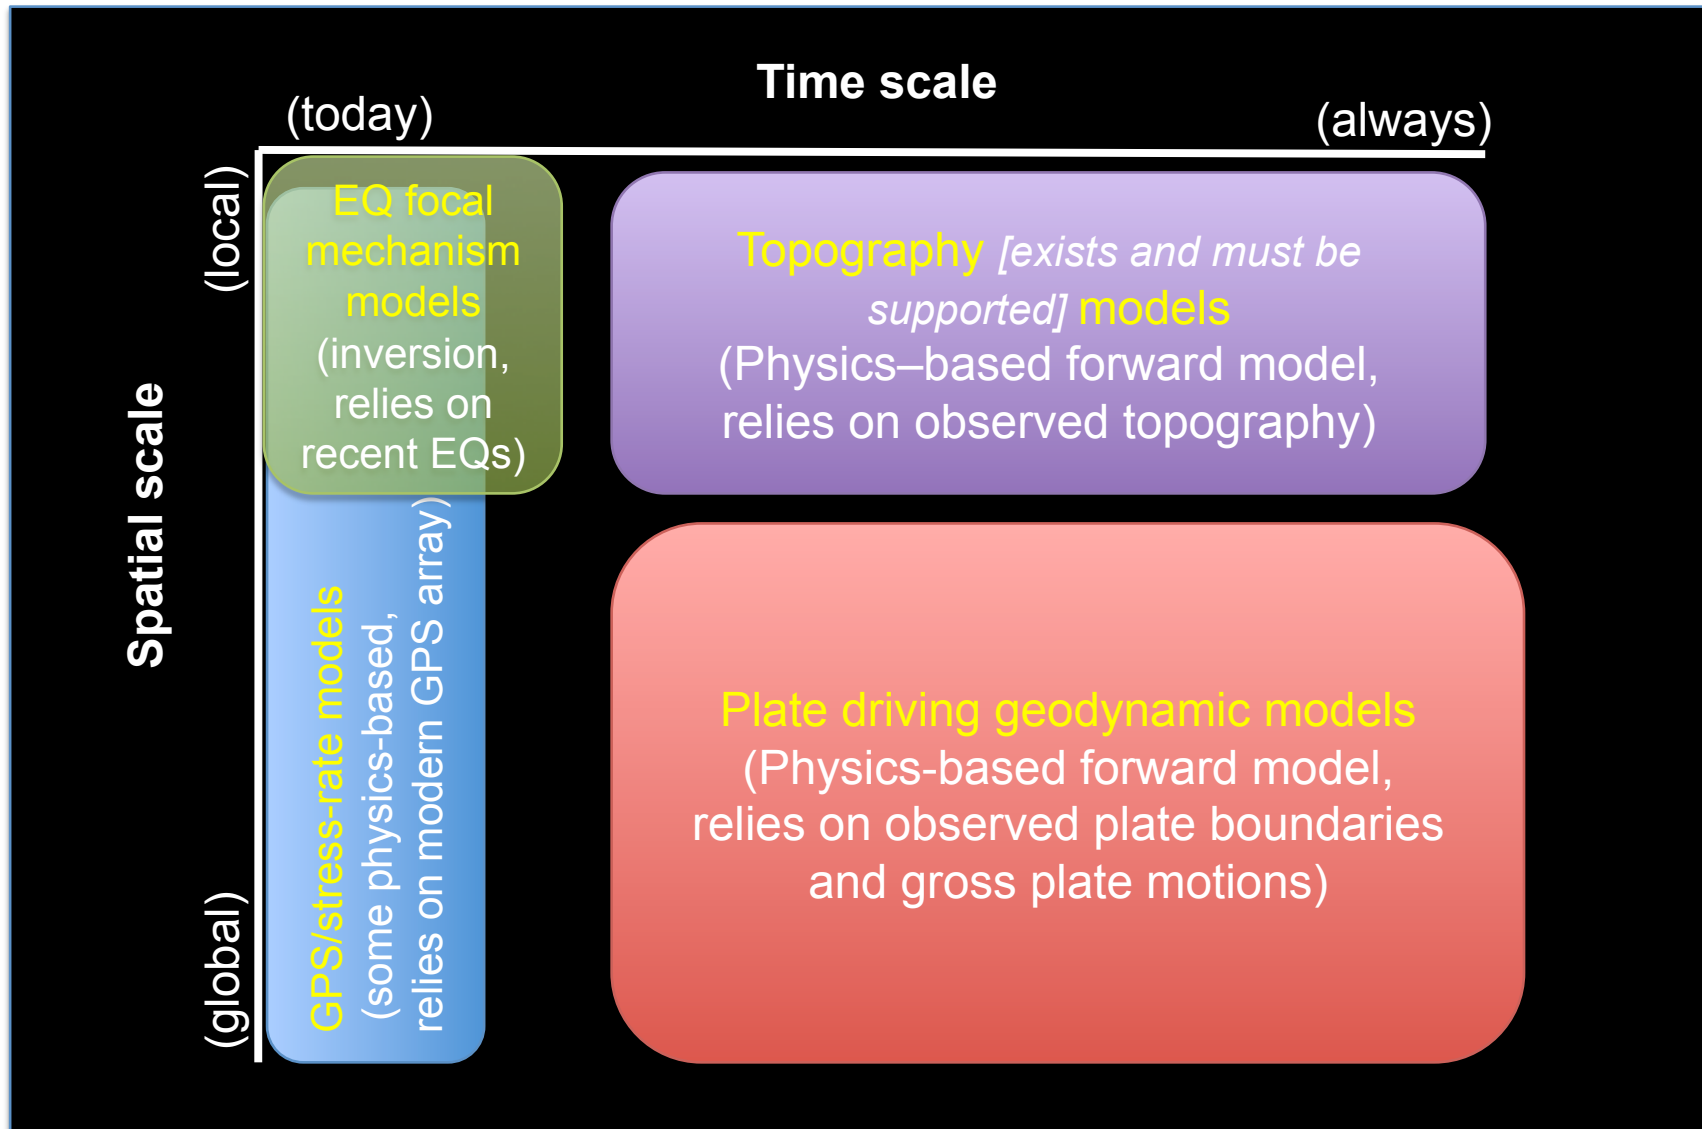 Time scale
(today)
(always)
(local)
Spatial scale
(global)
EQ focal
mechanism
models
(inversion,
relies on
recent EQs)
Topography [exists and must be
supported] models
(Physics–based forward model,
relies on observed topography)
GPS/stress-rate models
(some physics-based,
relies on modern GPS array)
Plate driving geodynamic models
(Physics-based forward model,
relies on observed plate boundaries
and gross plate motions)